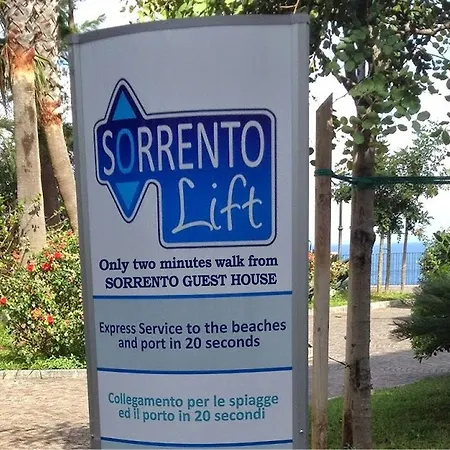 SORRENTO
Lift
Only two minutes walk from
SORRENTO GUEST HOUSE
Express Service to the beaches
and port in 20 seconds
Collegamento per le spiagge
ed il porto in 20 secondi